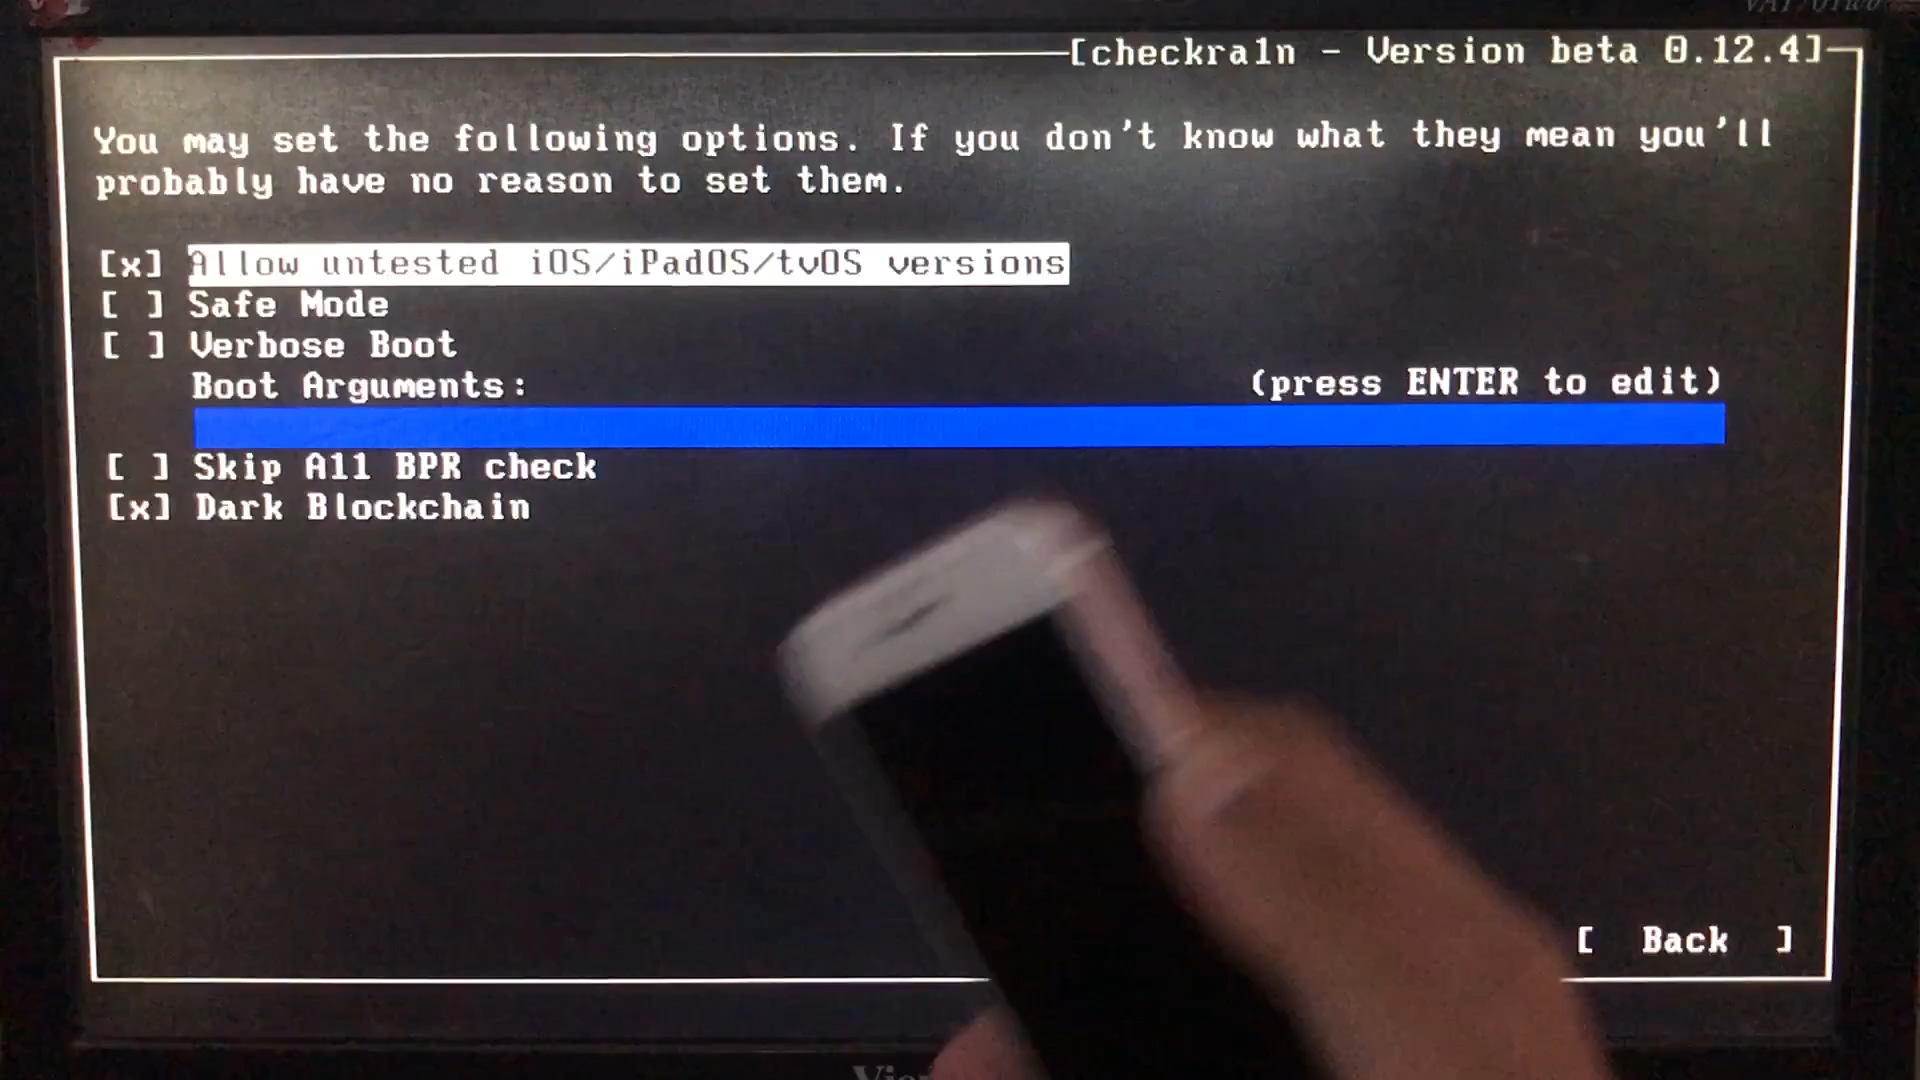 [checkra1n - Version beta 0.12.4]
You may set the following options. If you don't know what they mean you'll
probably have no reason to set them.
[x] Allow untested iOS/iPadOS/tvOS versions
[ ] Safe Mode
[ ] Verbose Boot
Boot Arguments: (press ENTER to edit)
[ ] Skip A11 BPR check
[x] Dark Blockchain
[ Back ]